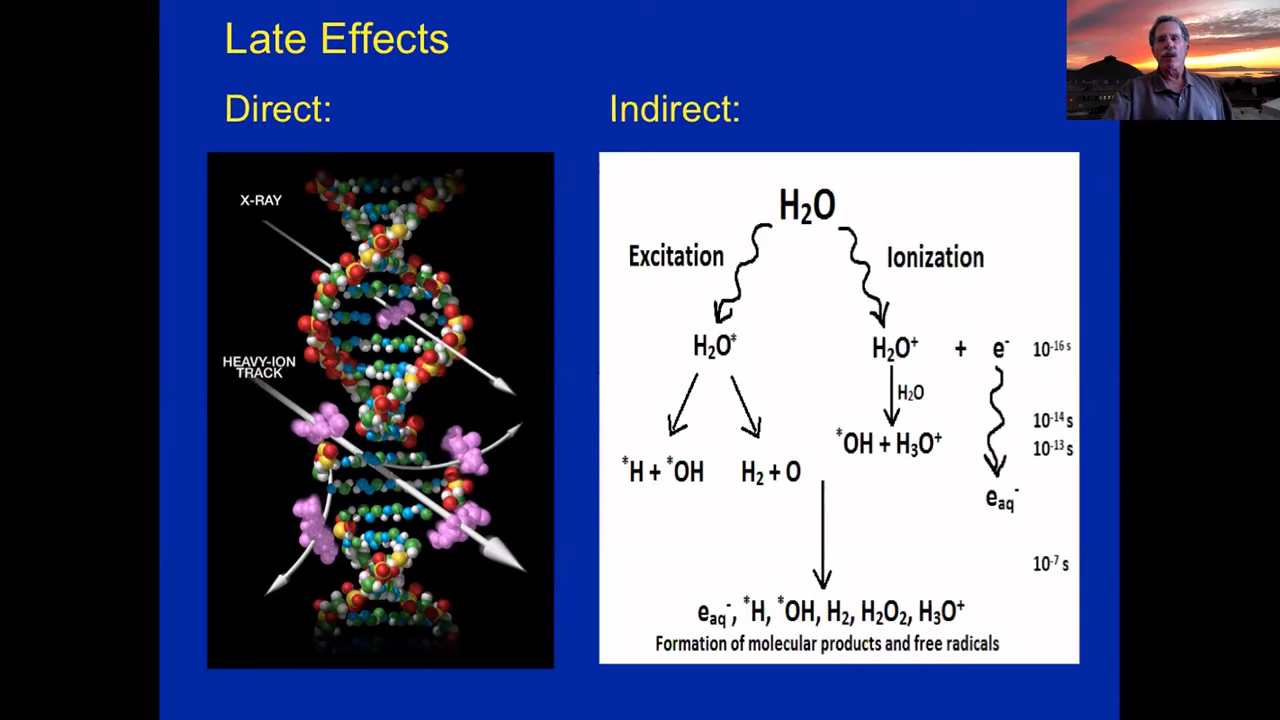 Late Effects
Direct:
Indirect:
X-RAY
HEAVY-ION
TRACK
H₂O
Excitation
Ionization
H₂O*
H₂O⁺ + e⁻ 10⁻¹⁶ s
H₂O
10⁻¹⁴ s
*OH + H₃O⁺ 10⁻¹³ s
*H + *OH H₂ + O
eaq⁻
10⁻⁷ s
eaq⁻, *H, *OH, H₂, H₂O₂, H₃O⁺
Formation of molecular products and free radicals